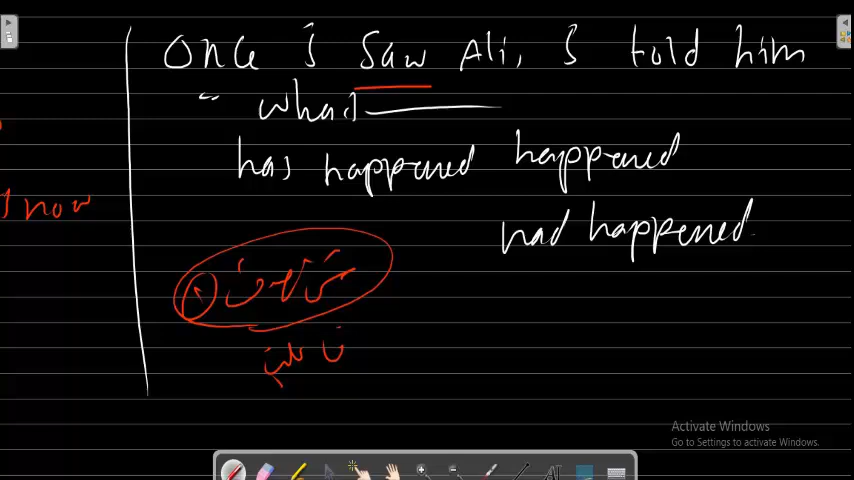 Once I saw Ali, I told him
what
has happened happened
had happened
now
Activate Windows
Go to Settings to activate Windows.